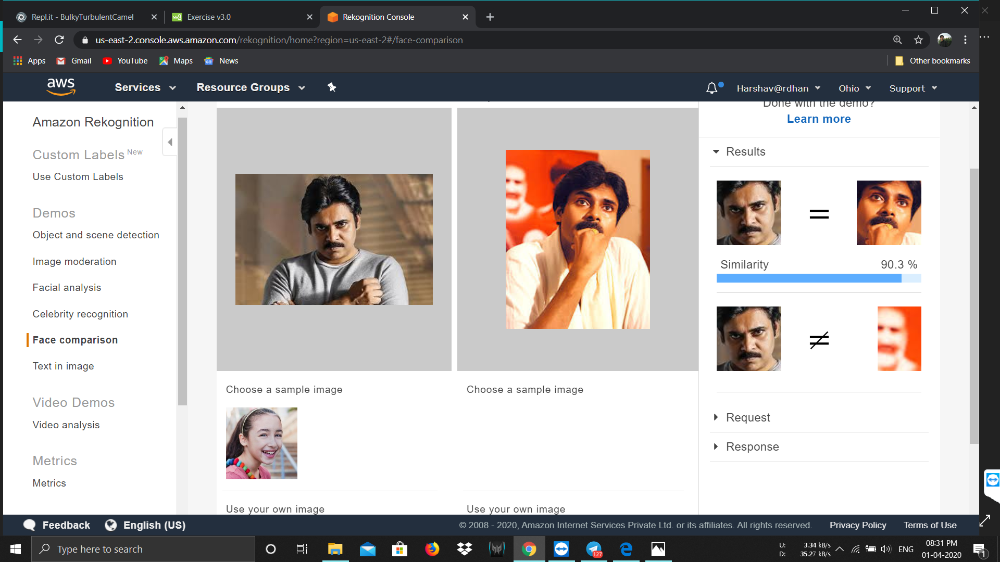 Repl.it - BulkyTurbulentCamel
Exercise v3.0
Rekognition Console
us-east-2.console.aws.amazon.com/rekognition/home?region=us-east-2#/face-comparison
Apps
Gmail
YouTube
Maps
News
Other bookmarks
aws
Services
Resource Groups
Harshav@rdhan
Ohio
Support
Amazon Rekognition
Custom Labels New
Use Custom Labels
Demos
Object and scene detection
Image moderation
Facial analysis
Celebrity recognition
Face comparison
Text in image
Video Demos
Video analysis
Metrics
Metrics
Choose a sample image
Use your own image
Choose a sample image
Use your own image
Done with the demo?
Learn more
Results
=
Similarity 90.3 %
≠
Request
Response
Feedback
English (US)
© 2008 - 2020, Amazon Internet Services Private Ltd. or its affiliates. All rights reserved.
Privacy Policy
Terms of Use
Type here to search
127
U: 3.34 kB/s
D: 35.27 kB/s
ENG
08:31 PM
01-04-2020
1